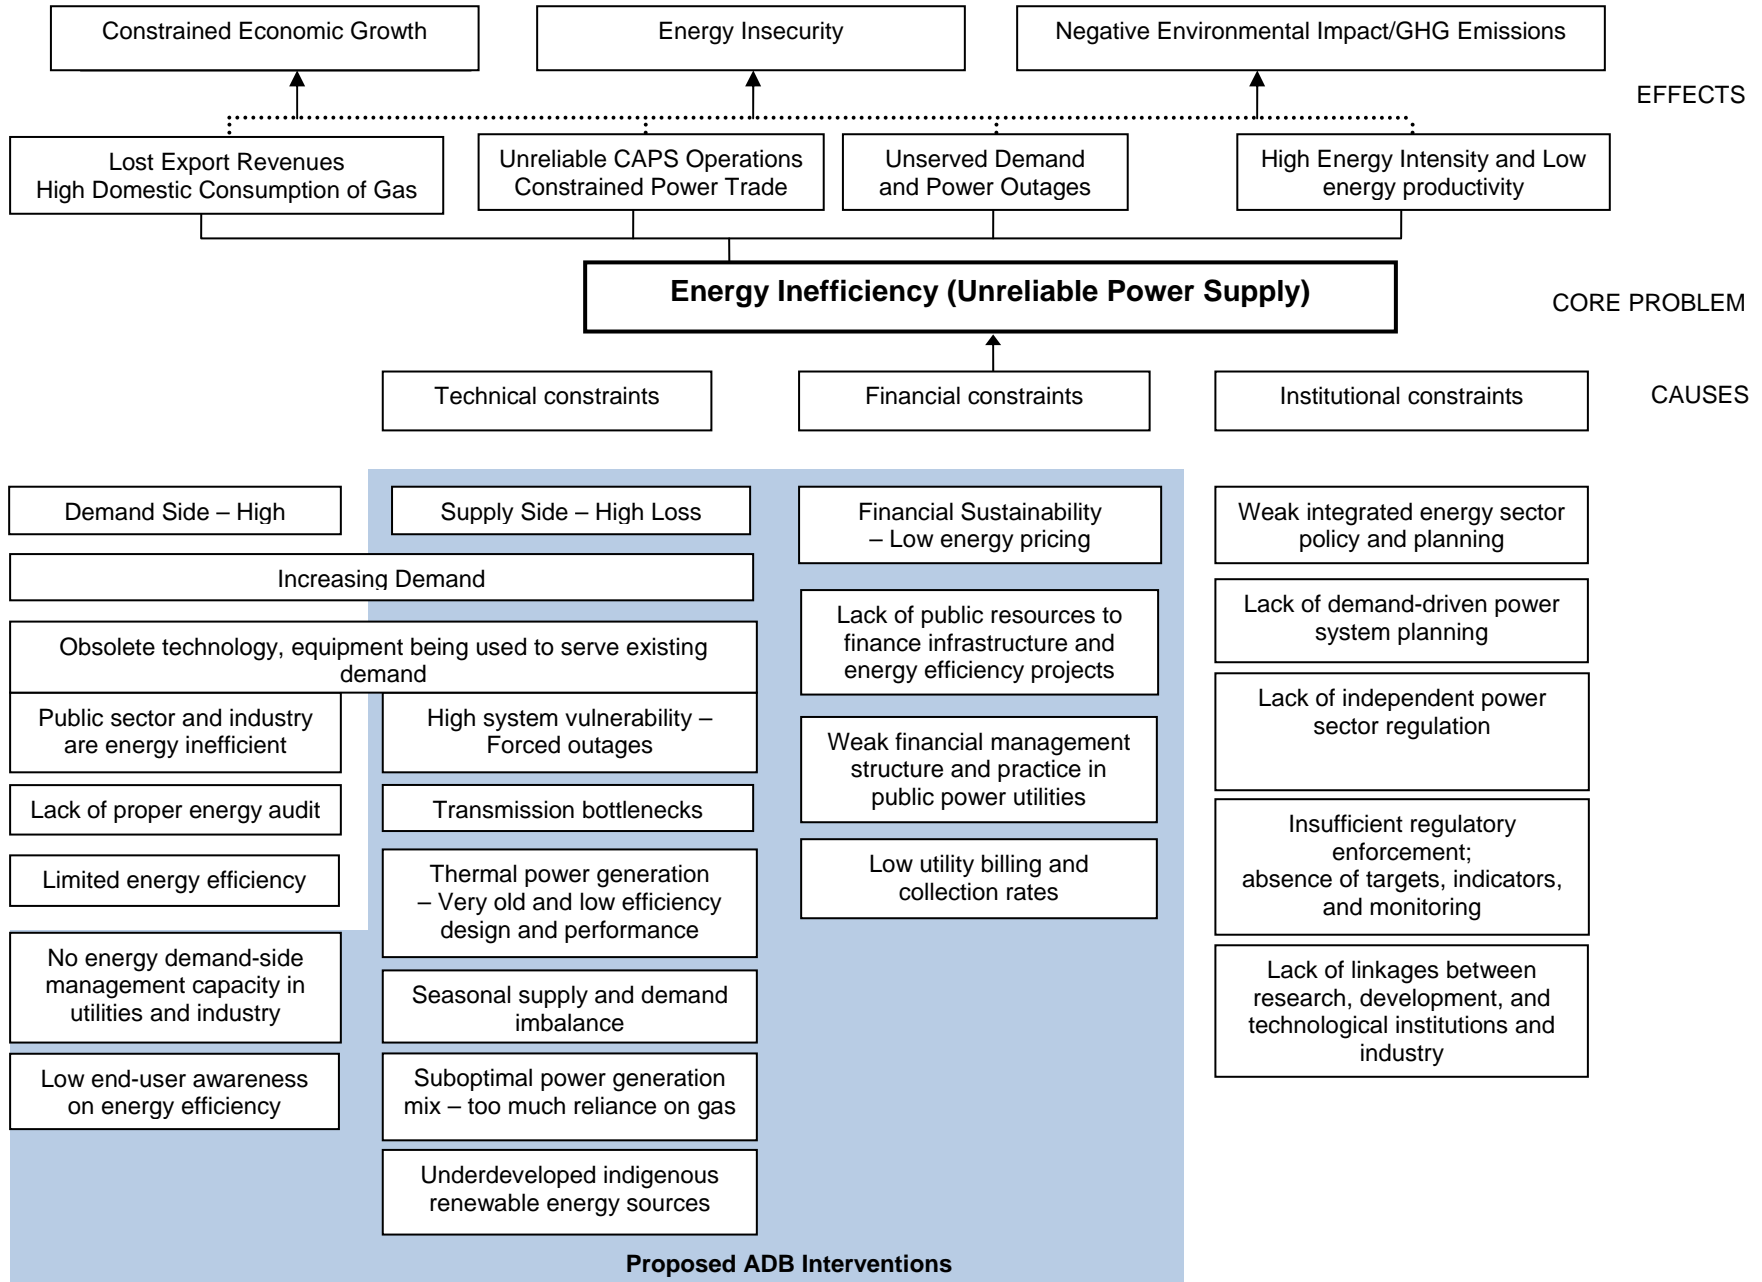 Constrained Economic Growth
Energy Insecurity
Negative Environmental Impact/GHG Emissions
EFFECTS
Lost Export Revenues
High Domestic Consumption of Gas
Unreliable CAPS Operations
Constrained Power Trade
Unserved Demand
and Power Outages
High Energy Intensity and Low
energy productivity
Energy Inefficiency (Unreliable Power Supply)
CORE PROBLEM
Technical constraints
Financial constraints
Institutional constraints
CAUSES
Demand Side – High
Supply Side – High Loss
Financial Sustainability
– Low energy pricing
Weak integrated energy sector
policy and planning
Increasing Demand
Lack of public resources to
finance infrastructure and
energy efficiency projects
Lack of demand-driven power
system planning
Obsolete technology, equipment being used to serve existing
demand
Public sector and industry
are energy inefficient
High system vulnerability –
Forced outages
Weak financial management
structure and practice in
public power utilities
Lack of independent power
sector regulation
Lack of proper energy audit
Transmission bottlenecks
Insufficient regulatory
enforcement;
absence of targets, indicators,
and monitoring
Limited energy efficiency
Thermal power generation
– Very old and low efficiency
design and performance
Low utility billing and
collection rates
No energy demand-side
management capacity in
utilities and industry
Seasonal supply and demand
imbalance
Lack of linkages between
research, development, and
technological institutions and
industry
Low end-user awareness
on energy efficiency
Suboptimal power generation
mix – too much reliance on gas
Underdeveloped indigenous
renewable energy sources
Proposed ADB Interventions